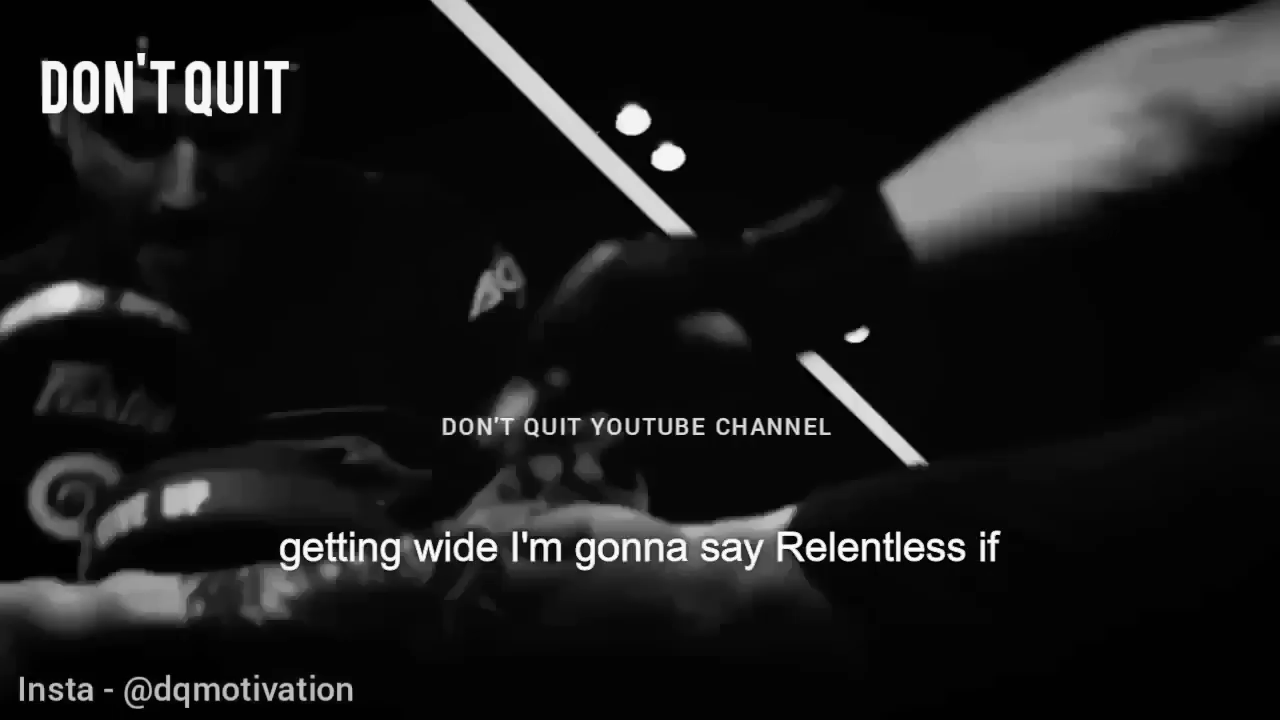 DON'T QUIT
DON'T QUIT YOUTUBE CHANNEL
getting wide I'm gonna say Relentless if
Insta - @dqmotivation